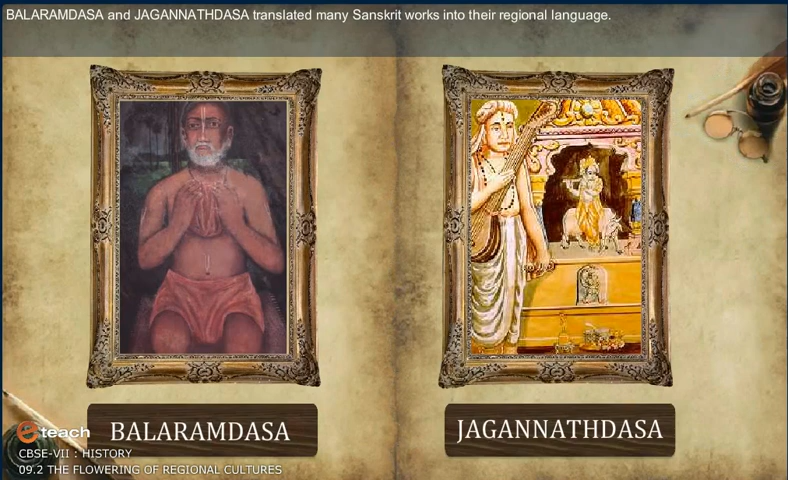 BALARAMDASA and JAGANNATHDASA translated many Sanskrit works into their regional language.
BALARAMDASA
JAGANNATHDASA
eteach
CBSE-VII : HISTORY
09.2 THE FLOWERING OF REGIONAL CULTURES